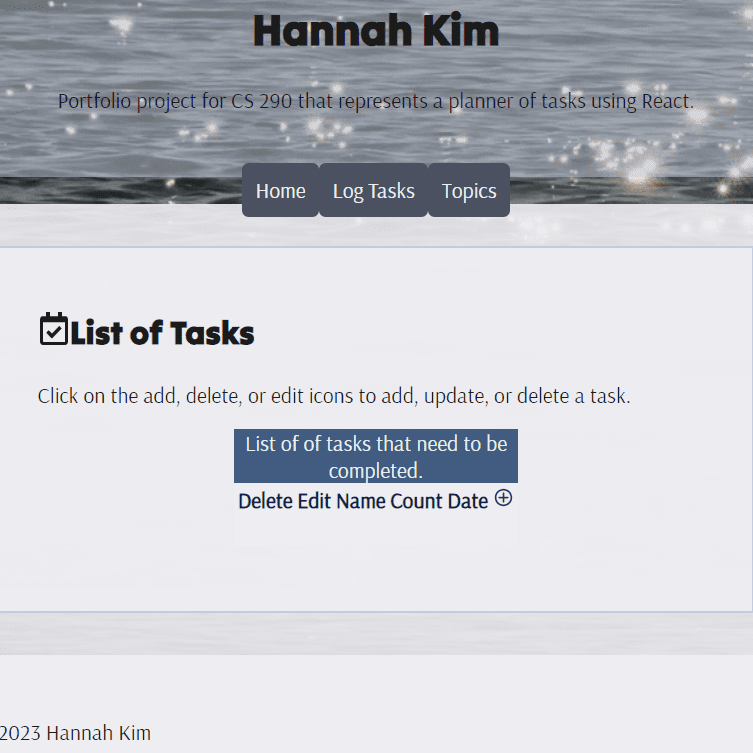 Hannah Kim
Portfolio project for CS 290 that represents a planner of tasks using React.
Home Log Tasks Topics
List of Tasks
Click on the add, delete, or edit icons to add, update, or delete a task.
List of of tasks that need to be
completed.
Delete Edit Name Count Date
2023 Hannah Kim